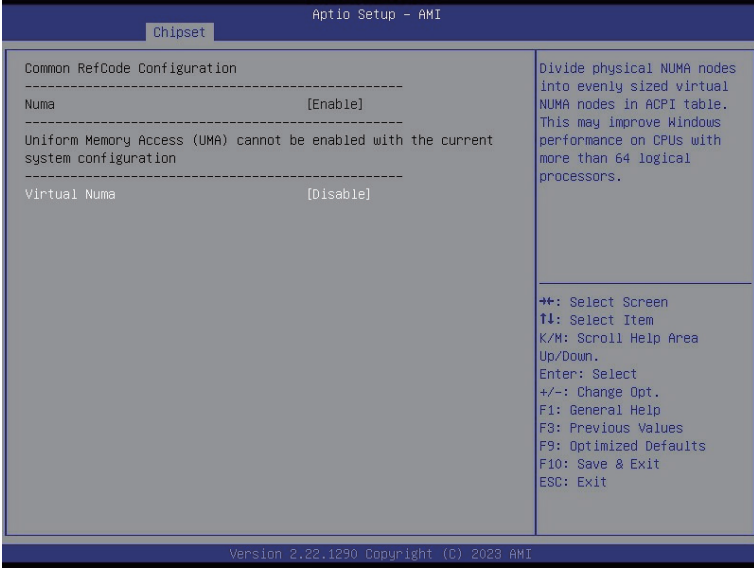 Aptio Setup – AMI
Chipset
Common RefCode Configuration
--------------------------------------------------
Numa [Enable]
--------------------------------------------------
Uniform Memory Access (UMA) cannot be enabled with the current
system configuration
--------------------------------------------------
Virtual Numa [Disable]
Divide physical NUMA nodes
into evenly sized virtual
NUMA nodes in ACPI table.
This may improve Windows
performance on CPUs with
more than 64 logical
processors.
→←: Select Screen
↑↓: Select Item
K/M: Scroll Help Area
Up/Down.
Enter: Select
+/-: Change Opt.
F1: General Help
F3: Previous Values
F9: Optimized Defaults
F10: Save & Exit
ESC: Exit
Version 2.22.1290 Copyright (C) 2023 AMI